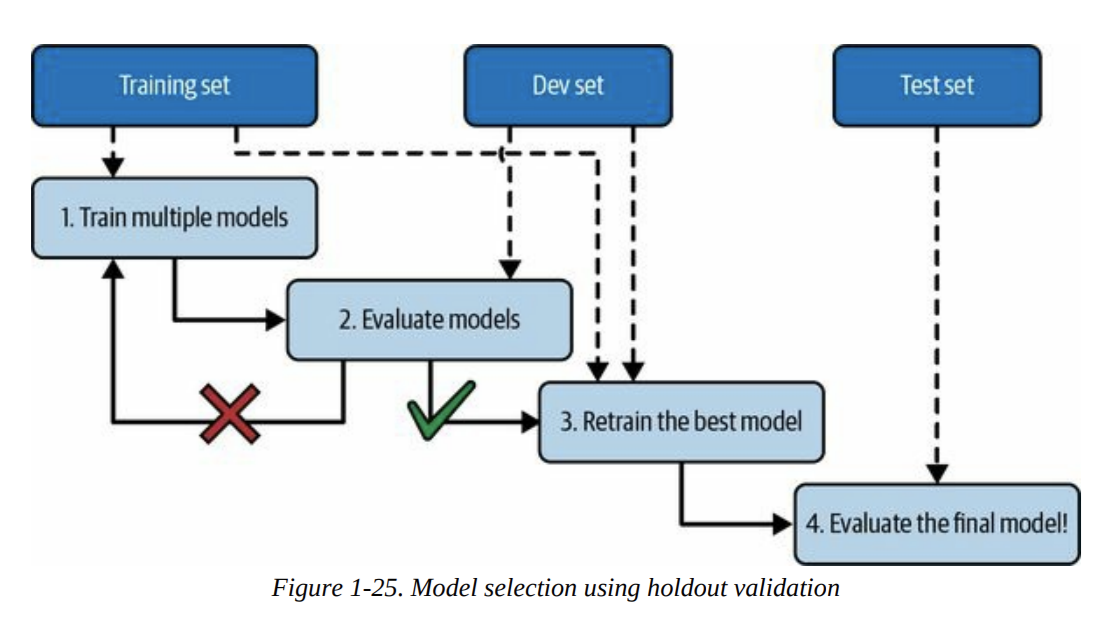 Training set
Dev set
Test set
1. Train multiple models
2. Evaluate models
3. Retrain the best model
4. Evaluate the final model!
Figure 1-25. Model selection using holdout validation